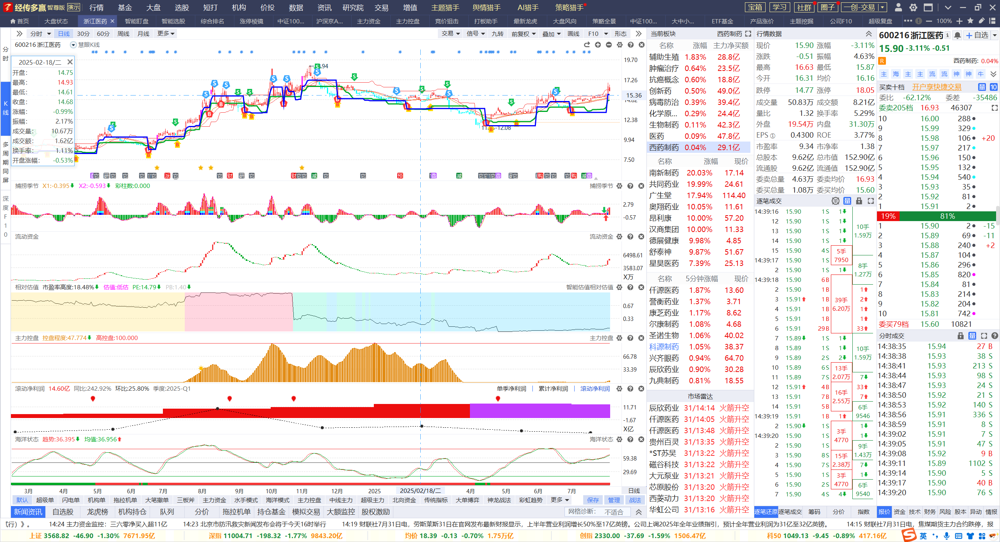 经传多赢 智尊版 演示 行情 基金 大盘 选股 短打 机构 价投 数据 资讯 研究院 交易 增值 主题猎手 舆情猎手 AI猎手 策略猎手 宝箱 学习 社群 圈子 一创-交易
首页 大盘状态 浙江医药 智能盯盘 智能选股 综合排名 涨停棱镜 中证100... 沪深京A... 主力资金 主力控盘 竞价狙击 打板助手 最新龙虎 大盘风向 策略全景 中证100... 大中小... ETF基金 产品涨价 主题挖掘 公司F10 超级复盘 100%
分时 日线 30分 60分 周线 月线 更多 交易 信号 九转 前复权 叠加 画线 F10 形态
600216 浙江医药 慧眼K线
分时
K线
多周期同屏
深度F10
2025-02-18/二
开盘: 14.75
最高: 14.93
最低: 14.61
收盘: 14.68
涨幅: -0.99%
振幅: 2.17%
成交量: 10.67万
成交额: 1.62亿
换手率: 1.11%
开盘涨幅: -0.53%
19.70
17.26
15.36
12.38
9.94
7.50
捕捞季节 X1:-0.395 X2:-0.593 彩柱数:0.000 捕捞季节
2.79
-0.57
流动资金 流动资金
6498.61
3583.07
X万
相对估值 市盈率高度:18.48% 估值:低估 PE:14.79 PB:1.40 智能估值相对估值
0.67
0.33
主力控盘 控盘程度:47.774 高控盘:100.000 主力控盘
66.78
33.39
滚动净利润 14.60亿 同比:242.92% 环比:25.80% 季度:2025-Q1 单季净利润 累计净利润 滚动净利润
11.71
-1.67
X亿
海洋状态 趋势:36.395 均值:36.956 海洋状态
59.38
29.69
3月 4月 5月 6月 7月 8月 9月 10月 11月 12月 2025 2025/02/18/二 4月 5月 6月 7月 日线
默认 超级单 闪电单 机构单 拖拉机单 大笔撤单 三板斧 主力资金 水手模式 海洋模式 主力控盘 中线主力 超级主力 北向资金 传统指标 大单博弈 神龙战法 彩虹趋势 更多 保存 管理 战法
新闻资讯 自选股 龙虎榜 机构持仓 队列 分价 拖拉机单 持仓基金 模拟交易 大额监控 股权激励 网格诊断: 不适合
当前板块 西药制药
名称 涨幅 主力净买额
辅助生殖 1.83% 28.8亿
肿瘤治疗 0.64% 23.5亿
抗癌概念 0.60% 18.8亿
创新药 0.50% 49.0亿
病毒防治 0.39% 39.4亿
化学原... 0.29% 24.4亿
生物制药 0.11% 42.3亿
医药 0.09% 47.8亿
西药制药 0.04% 29.1亿
名称 涨幅 现价
南新制药 20.03% 17.14
共同药业 19.99% 24.61
广生堂 17.94% 114.40
奥翔药业 10.05% 11.61
昂利康 10.00% 57.20
汉商集团 10.00% 11.33
德展健康 9.98% 4.85
舒泰神 9.87% 51.67
星昊医药 7.39% 25.13
名称 5分钟涨幅 现价
仟源医药 1.87% 13.60
誉衡药业 1.37% 3.71
康芝药业 1.17% 8.62
尔康制药 1.08% 4.68
圣诺生物 1.06% 40.02
科源制药 1.05% 38.37
兴齐眼药 0.94% 64.70
辰欣药业 0.90% 30.28
九典制药 0.81% 18.55
市场雷达
辰欣药业 31/14:14 火箭升空
仟源医药 31/14:05 火箭升空
仟源医药 31/13:48 火箭升空
贵州百灵 31/13:35 火箭升空
*ST苏吴 31/13:22 火箭升空
磁谷科技 31/13:22 火箭升空
大元泵业 31/13:21 火箭升空
芯原股份 31/13:20 火箭升空
西菱动力 31/13:20 火箭升空
华虹公司 31/13:16 火箭升空
行情数据
现价 15.90 涨幅 -3.11%
涨跌 -0.51 振幅 4.63%
最高 16.63 最低 15.87
今开 16.31 均价 16.16
跌停 14.77 涨停 18.05
成交量 50.83万 成交额 8.21亿
量比 1.32 换手率 5.29%
外盘 19.54万 内盘 31.30万
EPS① 0.4300 ROE 3.77%
市盈率 9.34 市净率 1.38
总股本 9.62亿 总市值 152.90亿
流通股 9.62亿 流通值 152.90亿
委卖总量 4.63万 委卖均价 16.93
委买总量 1.08万 委买均价 15.60
逐笔成交
14:39:16 15.90 1 S 1
12 15.90 1 S 1
13 15.90 1 S 1
14 15.90 1 S 1
15 15.90 4 S
14:39:17 15.90 1 S
2 15.90 1 S 1
14:39:18 15.90 6 B
2 15.90 1 B 1
3 15.91 1 B 2
4 15.91 1 B 1
5 15.91 1 B 1
6 15.91 29 B 33
7 15.89 1 S 1
8 15.89 1 S 1
9 15.89 2 S 2
10 15.89 6 S
11 15.89 7 S 7
12 15.91 4 B 33
13 15.91 7 B 7
14 15.91 5 B
14:39:19 15.91 1 B 1
2 15.90 1 S 1
14:39:20 15.90 1 S 1
2 15.90 1 S
3 15.90 8 S
4 15.90 7 S 7
5 15.90 1 S 1
6 15.90 2 S
7 15.90 4 S 4
5手 7950
39手 6.20万
13手 2.07万
16手 2.55万
3手 4770
15手 2.38万
3手 4770
10手 1.59万
8手 1.27万
10手 1.59万
6手 9546
9手 1.43万
6手 9540
逐笔还原 逐笔成交 筹码 分价 指数
600216 浙江医药 自选
15.90 -3.11% -0.51
R 西药制药: 0.04%
主 海 主 主 流 流 神 神 牛
买卖十档 开户享快捷交易 量 10
委比 -62.12% 委差 -35486
委卖205档 16.93 46307
10 16.00 288
9 15.99 329
8 15.98 106 +20
7 15.97 217
6 15.96 150
5 15.95 132
4 15.94 540
3 15.93 35
2 15.92 81
1 15.91 2
19% 81%
1 15.90 2 -15
2 15.89 69 -11
3 15.88 240 +2
4 15.87 104
5 15.86 296
6 15.85 820
7 15.84 81
8 15.83 214
9 15.82 204
10 15.81 742
委买79档 15.60 10821
分时成交
14:38:35 15.94 27 B
14:38:38 15.93 38 S
14:38:41 15.93 213 S
14:38:44 15.93 98 S
14:38:47 15.93 24 S
14:38:50 15.92 21 S
14:38:53 15.92 140 S
14:38:56 15.91 336 S
14:38:59 15.91 8 S
14:39:02 15.91 7 S
14:39:05 15.91 47 S
14:39:08 15.92 9 B
14:39:11 15.89 1102 S
14:39:14 15.90 5 S
14:39:17 15.90 40 B
14:39:20 15.90 76 S
报价 资金 技术 财务 风险 股本 异动 情报
行）》。 14:24 主力资金监控：三六零净买入超11亿 14:23 北京市防汛救灾新闻发布会将于今天16时举行 14:19 财联社7月31日电，劳斯莱斯31日在官网发布最新财报显示，上半年营业利润增长50%至17亿英镑。公司上调2025年全年业绩指引，预计全年营业利润为31亿至32亿英镑。 14:15 财联社7月31日电，焦煤期货主力合约跌停，报
上证 3568.82 -46.90 -1.30% 7671.95亿 深指 11004.71 -198.32 -1.77% 9843.20亿 均价 18.39 -0.13 -0.70% 1.75万亿 创指 2330.00 -37.69 -1.59% 1506.47亿 科50 1049.13 -9.45 -0.89% 417.16亿 英